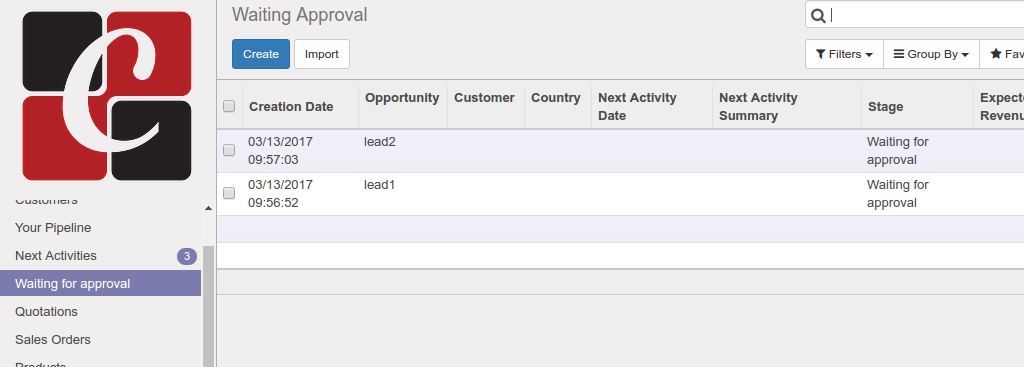 Waiting Approval
Create Import
Filters Group By Fav
Creation Date Opportunity Customer Country Next Activity Date Next Activity Summary Stage Expect Revenu
03/13/2017 09:57:03 lead2 Waiting for approval
03/13/2017 09:56:52 lead1 Waiting for approval
C
Customers
Your Pipeline
Next Activities 3
Waiting for approval
Quotations
Sales Orders
Products